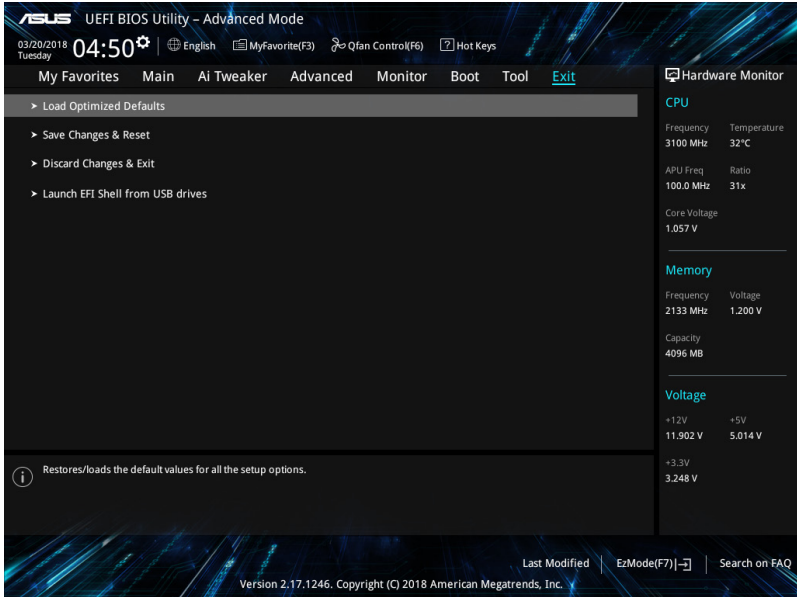 ASUS UEFI BIOS Utility – Advanced Mode
03/20/2018
Tuesday
04:50
English MyFavorite(F3) Qfan Control(F6) ? Hot Keys
My Favorites Main Ai Tweaker Advanced Monitor Boot Tool Exit
Hardware Monitor
➤ Load Optimized Defaults
➤ Save Changes & Reset
➤ Discard Changes & Exit
➤ Launch EFI Shell from USB drives
CPU
Frequency Temperature
3100 MHz 32°C
APU Freq Ratio
100.0 MHz 31x
Core Voltage
1.057 V
Memory
Frequency Voltage
2133 MHz 1.200 V
Capacity
4096 MB
Voltage
+12V +5V
11.902 V 5.014 V
+3.3V
3.248 V
i Restores/loads the default values for all the setup options.
Last Modified EzMode(F7) Search on FAQ
Version 2.17.1246. Copyright (C) 2018 American Megatrends, Inc.